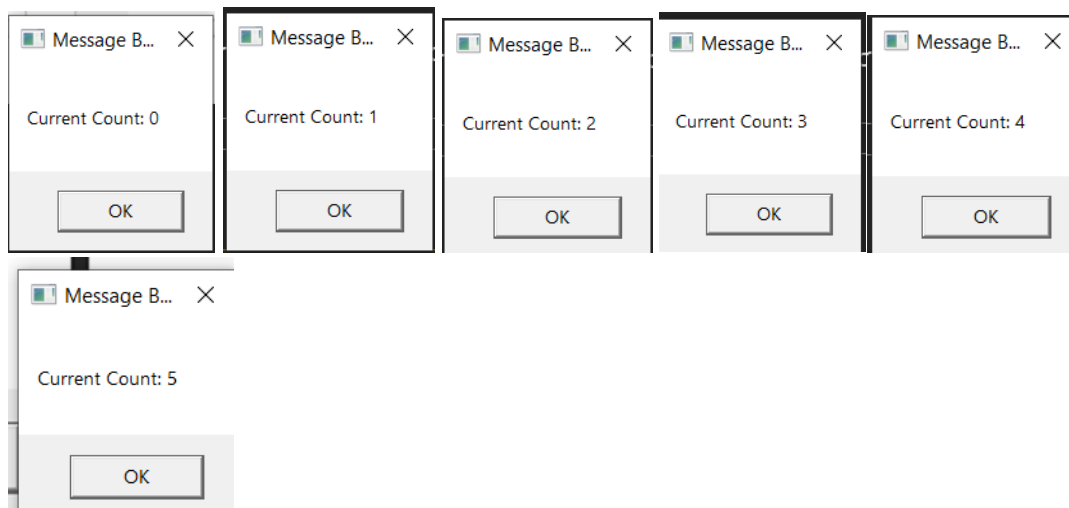 Message B...
Current Count: 0
OK
Message B...
Current Count: 1
OK
Message B...
Current Count: 2
OK
Message B...
Current Count: 3
OK
Message B...
Current Count: 4
OK
Message B...
Current Count: 5
OK